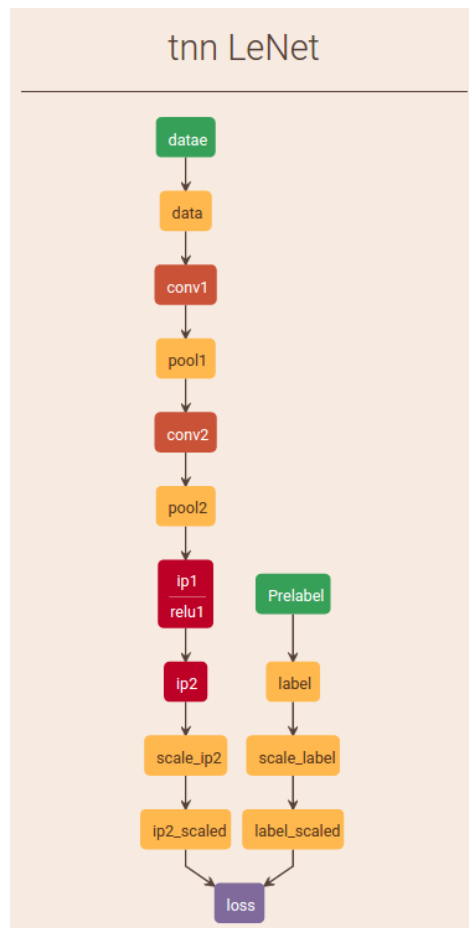 tnn LeNet
datae
data
conv1
pool1
conv2
pool2
ip1
relu1
Prelabel
ip2
label
scale_ip2
scale_label
ip2_scaled
label_scaled
loss